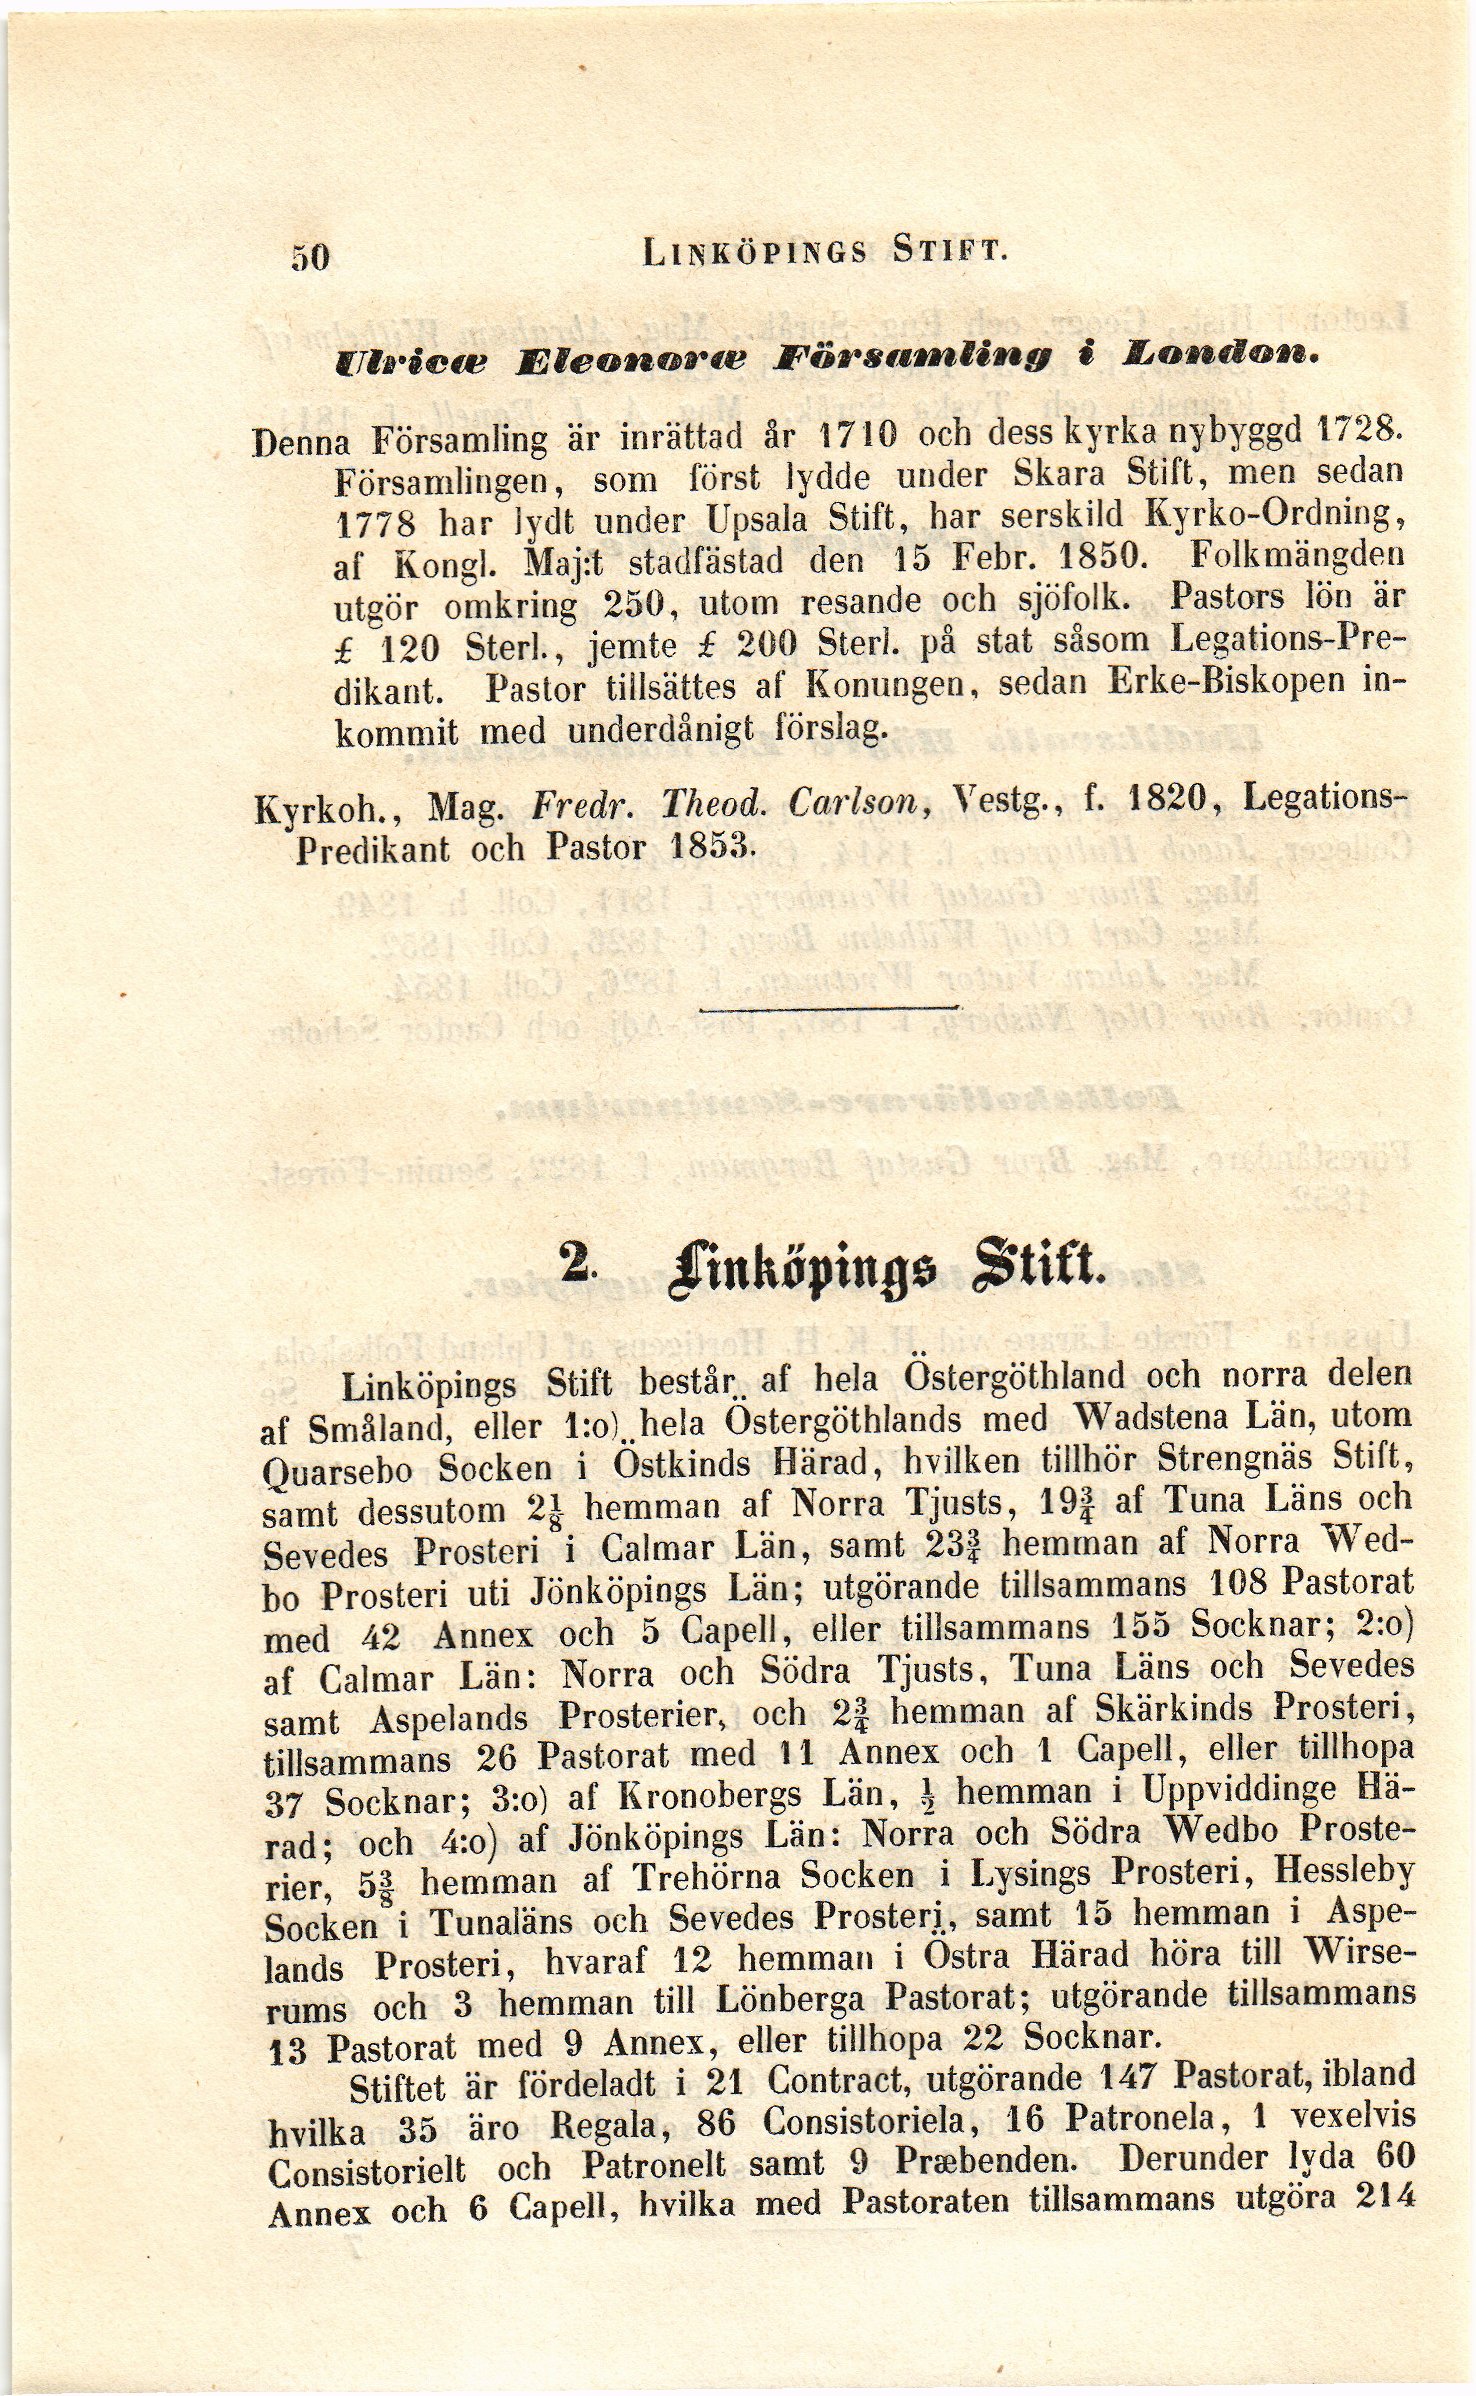 50 LINKÖPINGS STIFT.
Ulricæ Eleonoræ Församling i London.
Denna Församling är inrättad år 1710 och dess kyrka nybyggd 1728.
Församlingen, som först lydde under Skara Stift, men sedan
1778 har lydt under Upsala Stift, har serskild Kyrko-Ordning,
af Kongl. Maj:t stadfästad den 15 Febr. 1850. Folkmängden
utgör omkring 250, utom resande och sjöfolk. Pastors lön är
£ 120 Sterl., jemte £ 200 Sterl. på stat såsom Legations-Pre-
dikant. Pastor tillsättes af Konungen, sedan Erke-Biskopen in-
kommit med underdånigt förslag.
Kyrkoh., Mag. Fredr. Theod. Carlson, Vestg., f. 1820, Legations-
Predikant och Pastor 1853.
2. Linköpings Stift.
Linköpings Stift består af hela Östergöthland och norra delen
af Småland, eller 1:o) hela Östergöthlands med Wadstena Län, utom
Quarsebo Socken i Östkinds Härad, hvilken tillhör Strengnäs Stift,
samt dessutom 2⅛ hemman af Norra Tjusts, 19¾ af Tuna Läns och
Sevedes Prosteri i Calmar Län, samt 23¾ hemman af Norra Wed-
bo Prosteri uti Jönköpings Län; utgörande tillsammans 108 Pastorat
med 42 Annex och 5 Capell, eller tillsammans 155 Socknar; 2:o)
af Calmar Län: Norra och Södra Tjusts, Tuna Läns och Sevedes
samt Aspelands Prosterier, och 2¾ hemman af Skärkinds Prosteri,
tillsammans 26 Pastorat med 11 Annex och 1 Capell, eller tillhopa
37 Socknar; 3:o) af Kronobergs Län, ½ hemman i Uppviddinge Hä-
rad; och 4:o) af Jönköpings Län: Norra och Södra Wedbo Proste-
rier, 5⅜ hemman af Trehörna Socken i Lysings Prosteri, Hessleby
Socken i Tunaläns och Sevedes Prosteri, samt 15 hemman i Aspe-
lands Prosteri, hvaraf 12 hemman i Östra Härad höra till Wirse-
rums och 3 hemman till Lönberga Pastorat; utgörande tillsammans
13 Pastorat med 9 Annex, eller tillhopa 22 Socknar.
Stiftet är fördeladt i 21 Contract, utgörande 147 Pastorat, ibland
hvilka 35 äro Regala, 86 Consistoriela, 16 Patronela, 1 vexelvis
Consistorielt och Patronelt samt 9 Præbenden. Derunder lyda 60
Annex och 6 Capell, hvilka med Pastoraten tillsammans utgöra 214